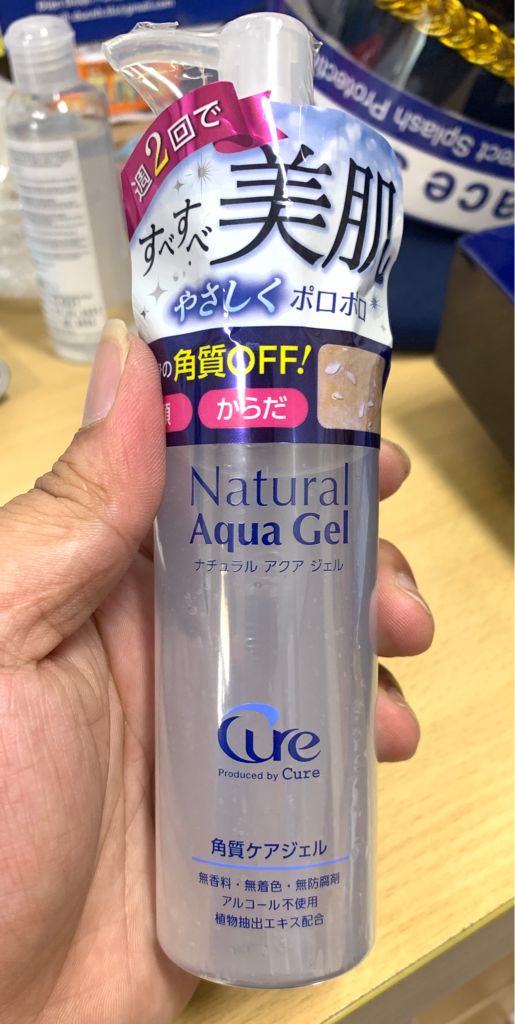 週2回で
すべすべ
美肌
やさしく ポロポロ
の角質OFF!
からだ
Natural
Aqua Gel
ナチュラル アクア ジェル
Cure
Produced by Cure
角質ケアジェル
無香料・無着色・無防腐剤
アルコール不使用
植物抽出エキス配合
ect Splash Protecti
ace S